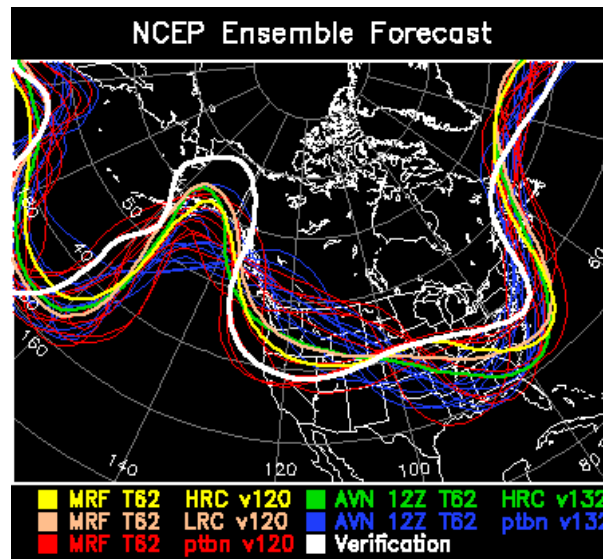 NCEP Ensemble Forecast
60
40
160
140
120
100
80
60
MRF T62 HRC v120 AVN 12Z T62 HRC v132
MRF T62 LRC v120 AVN 12Z T62 ptbn v132
MRF T62 ptbn v120 Verification